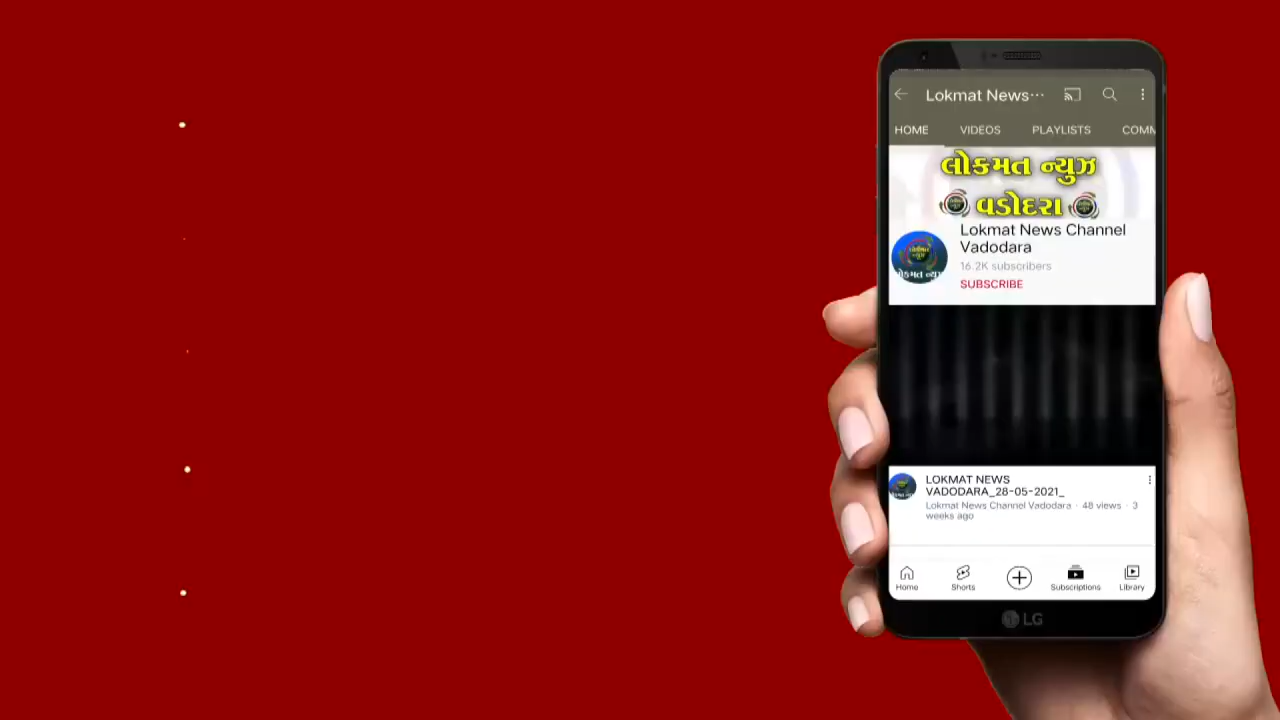 Lokmat News···
HOME VIDEOS PLAYLISTS COMM
લોકમત ન્યુઝ
વડોદરા
Lokmat News Channel
Vadodara
16.2K subscribers
SUBSCRIBE
LOKMAT NEWS
VADODARA_28-05-2021_
Lokmat News Channel Vadodara · 48 views · 3
weeks ago
Home Shorts Subscriptions Library
LG